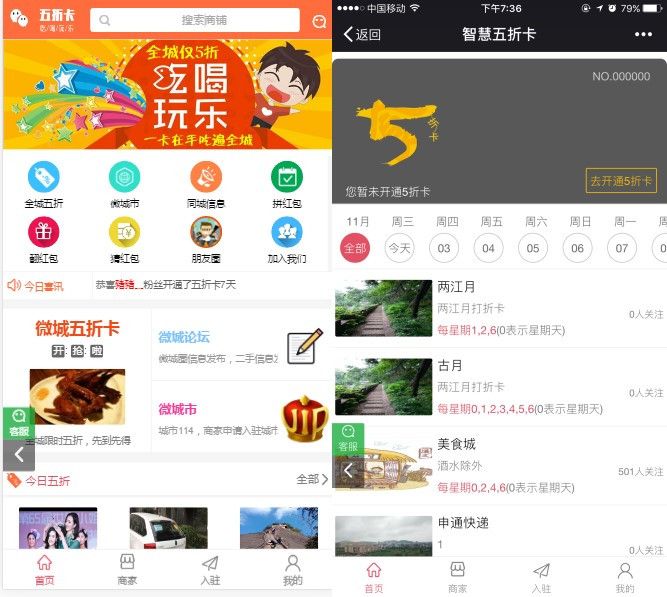 五折卡
吃/喝/玩/乐
搜索商铺
全城仅5折
吃喝
玩乐
一卡在手吃遍全城
全城五折
微城市
同城信息
拼红包
翻红包
猜红包
朋友圈
加入我们
今日喜讯
恭喜猪猪__粉丝开通了五折卡7天
微城五折卡
开 抢 啦
全城限时五折，先到先得
微城论坛
微城圈信息发布，二手信息发
微城市
城市114，商家申请入驻城市
VIP
客服
今日五折
全部
首页
商家
入驻
我的
中国移动
下午7:36
79%
返回
智慧五折卡
NO.000000
5折卡
您暂未开通5折卡
去开通5折卡
11月 周三 周四 周五 周六 周日 周一 周
全部 今天 03 04 05 06 07 0
两江月
两江月打折卡
每星期1,2,6(0表示星期天)
0人关注
古月
两江月打折卡
每星期0,1,2,3,4,5,6(0表示星期天)
0人关注
美食城
酒水除外
每星期0,2,4,6(0表示星期天)
501人关注
客服
申通快递
1
0人关注
首页
商家
入驻
我的